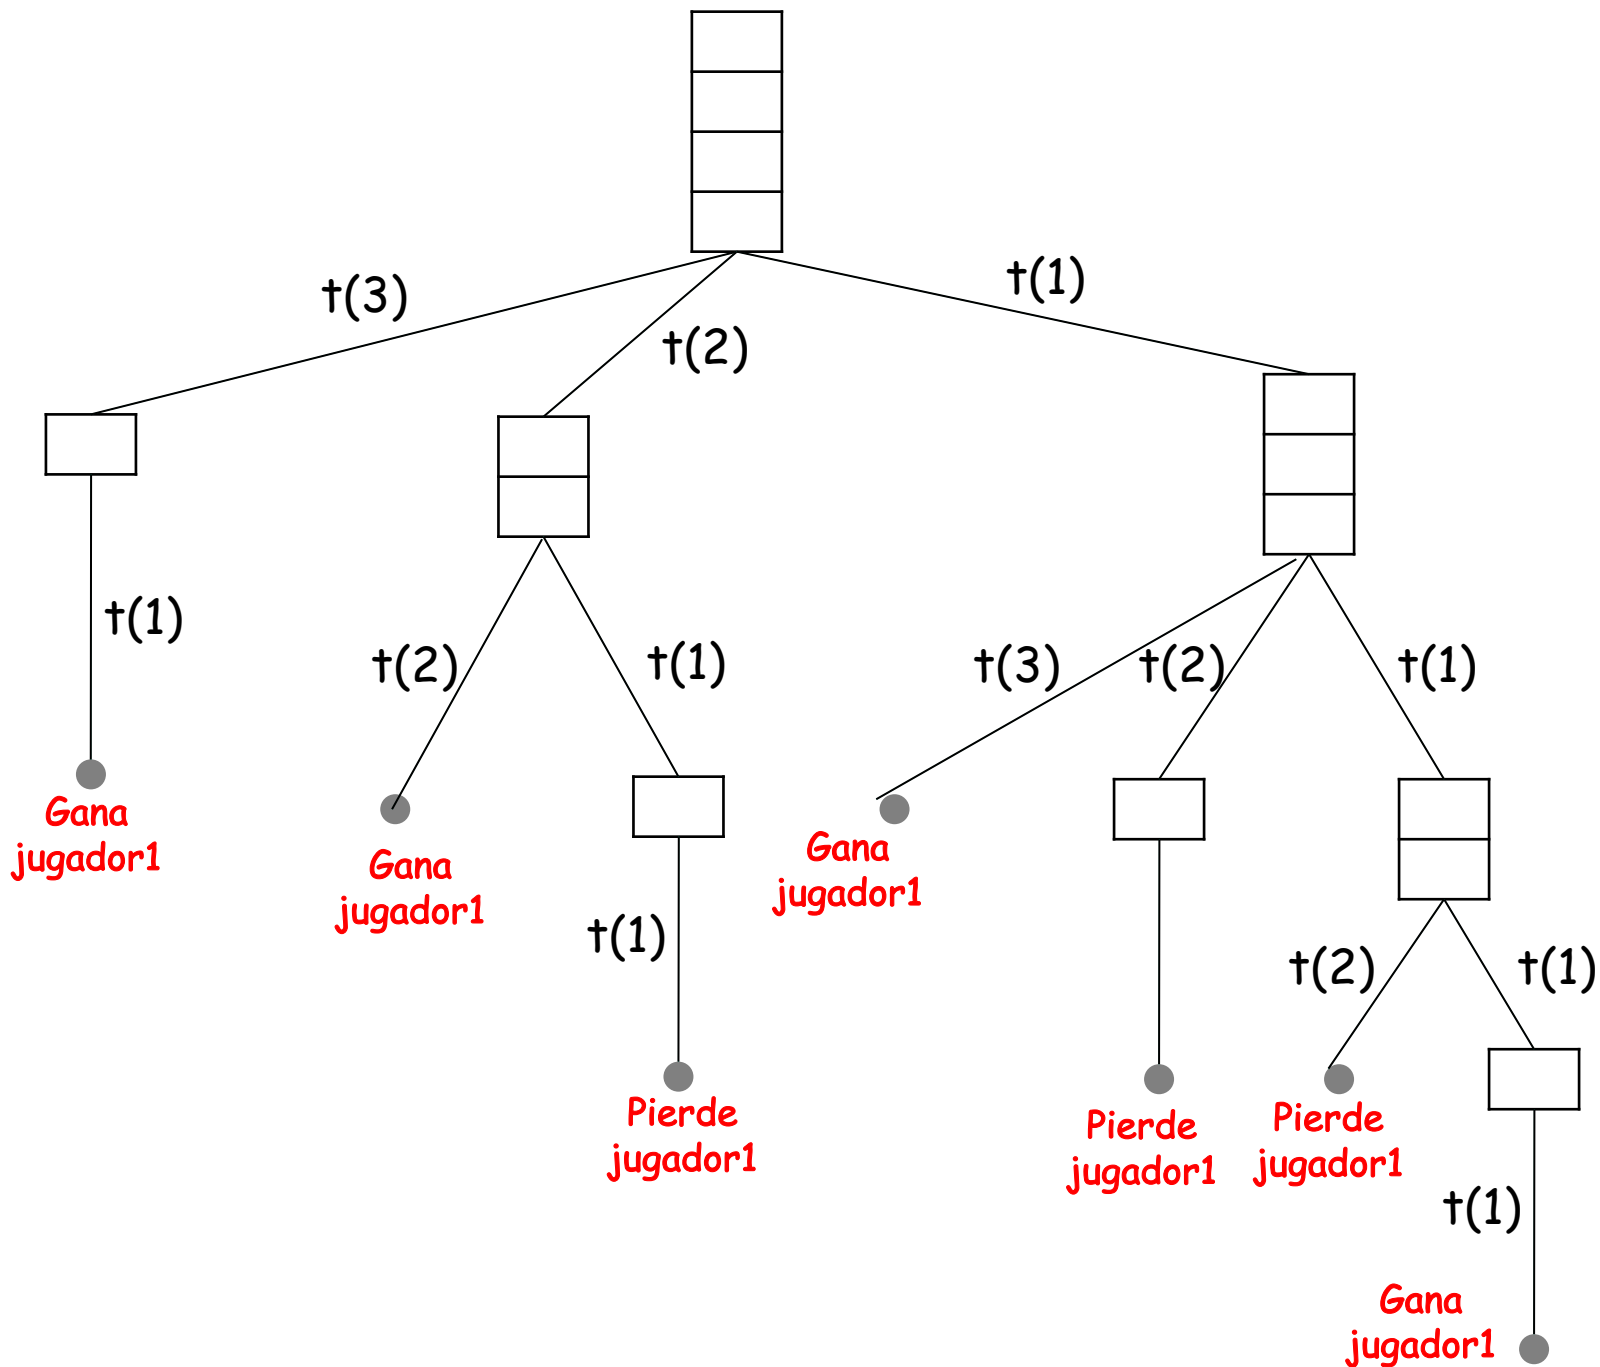 t(3)
t(2)
t(1)
t(1)
t(2)
t(1)
t(3)
t(2)
t(1)
Gana
jugador1
Gana
jugador1
t(1)
Pierde
jugador1
Gana
jugador1
Pierde
jugador1
t(2)
t(1)
Pierde
jugador1
t(1)
Gana
jugador1